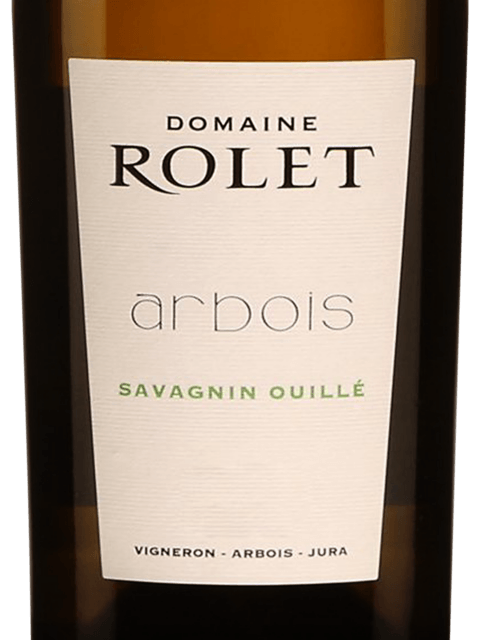 DOMAINE
ROLET
arbois
SAVAGNIN OUILLÉ
VIGNERON - ARBOIS - JURA